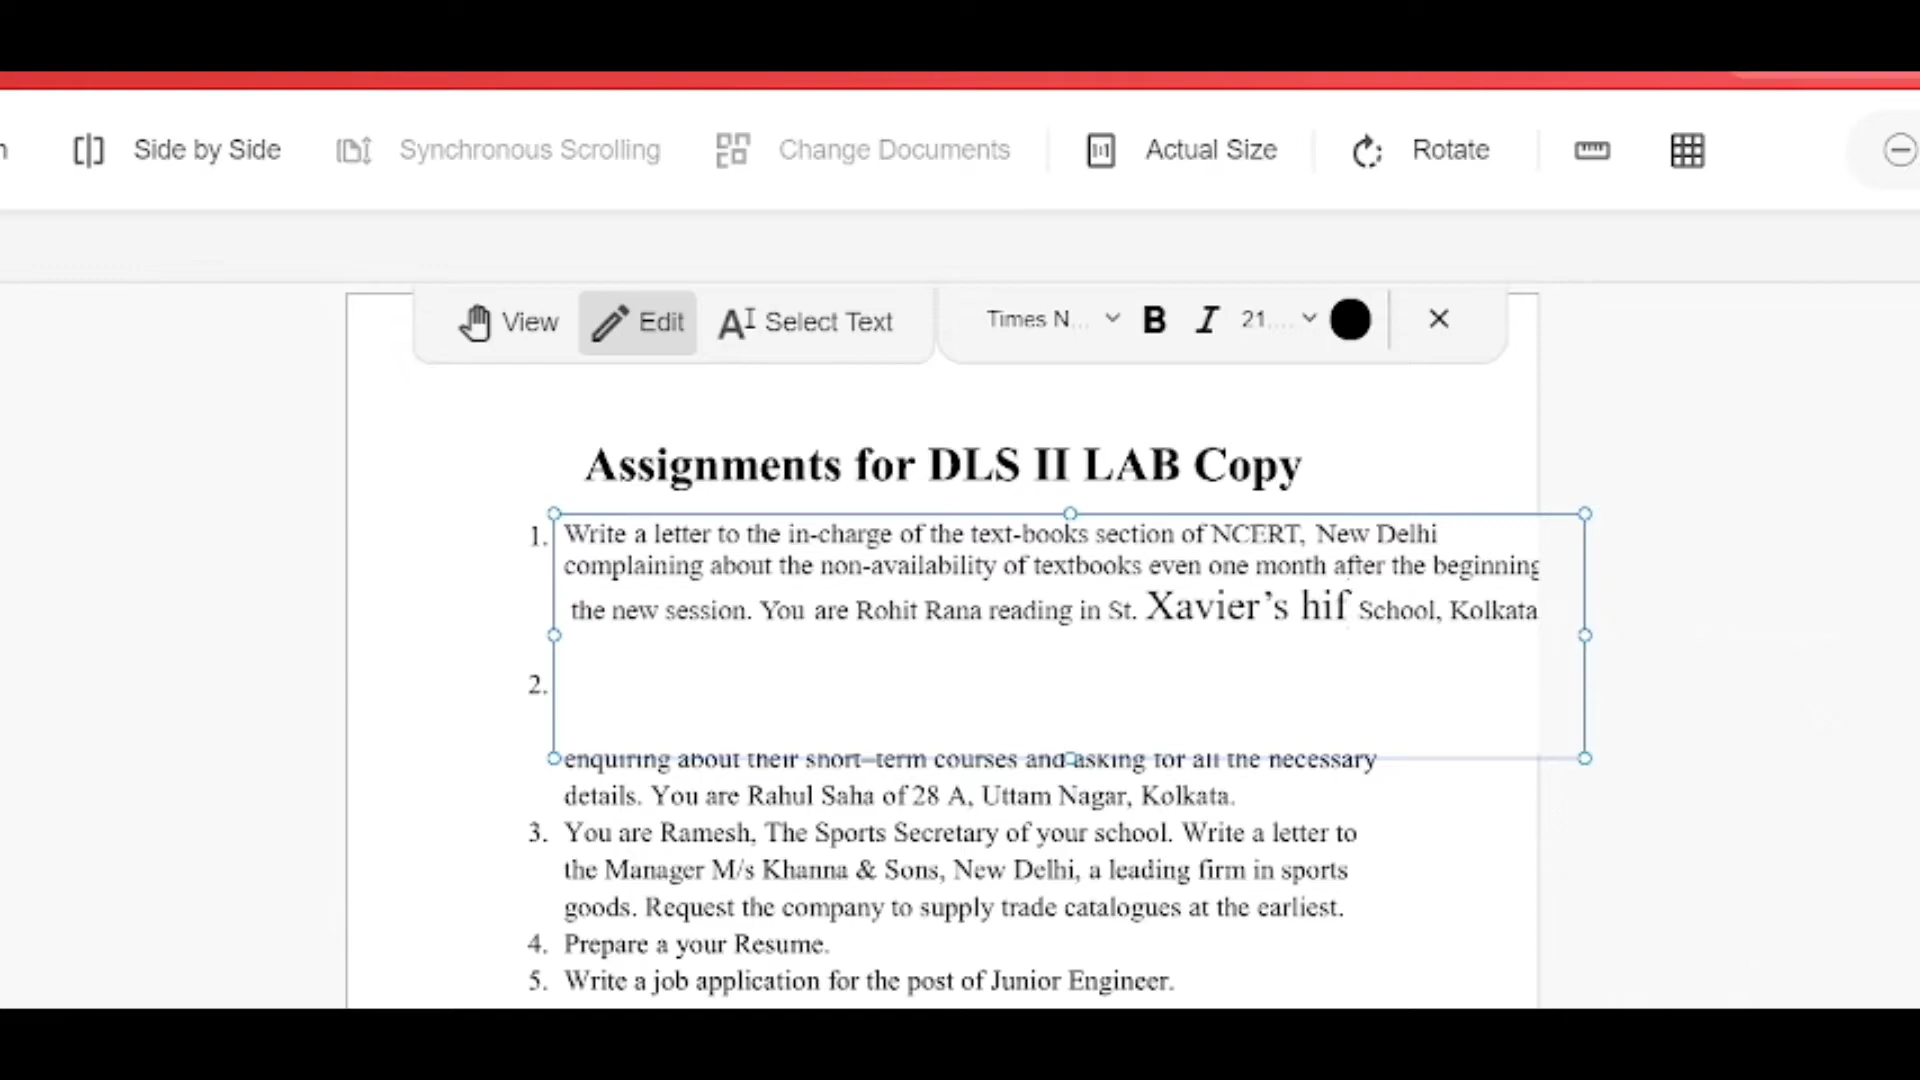 Side by Side Synchronous Scrolling Change Documents Actual Size Rotate
View Edit Select Text Times N... B I 21....
Assignments for DLS II LAB Copy
1. Write a letter to the in-charge of the text-books section of NCERT, New Delhi
complaining about the non-availability of textbooks even one month after the beginning
the new session. You are Rohit Rana reading in St. Xavier's hif School, Kolkata
2.
enquiring about their short-term courses and asking for all the necessary
details. You are Rahul Saha of 28 A, Uttam Nagar, Kolkata.
3. You are Ramesh, The Sports Secretary of your school. Write a letter to
the Manager M/s Khanna & Sons, New Delhi, a leading firm in sports
goods. Request the company to supply trade catalogues at the earliest.
4. Prepare a your Resume.
5. Write a job application for the post of Junior Engineer.